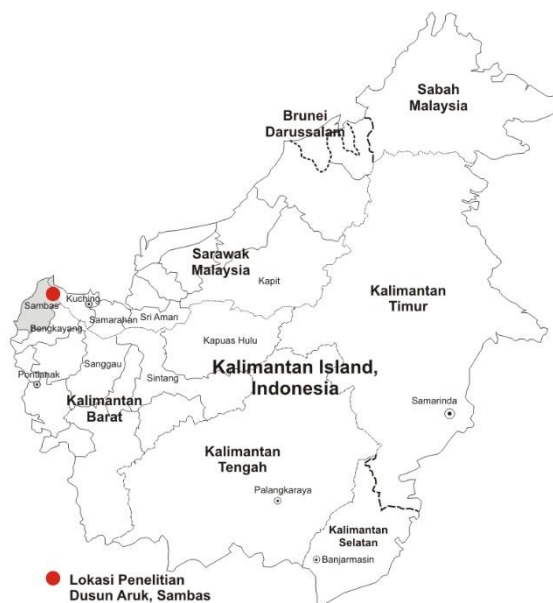 Sabah
Malaysia
Brunei
Darussalam
Sarawak
Malaysia
Kapit
Kalimantan
Timur
Kuching
Sambas
Samarahan
Sri Aman
Bengkayang
Kapuas Hulu
Sanggau
Kalimantan Island,
Indonesia
Pontianak
Sintang
Kalimantan
Barat
Samarinda
Kalimantan
Tengah
Palangkaraya
Kalimantan
Selatan
Banjarmasin
Lokasi Penelitian
Dusun Aruk, Sambas